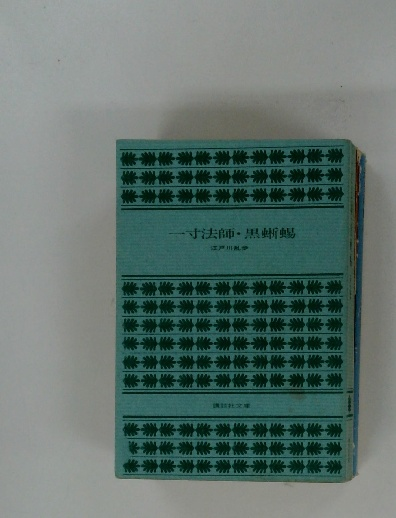 一寸法師・黒蜥蜴
江戸川乱歩
講談社文庫